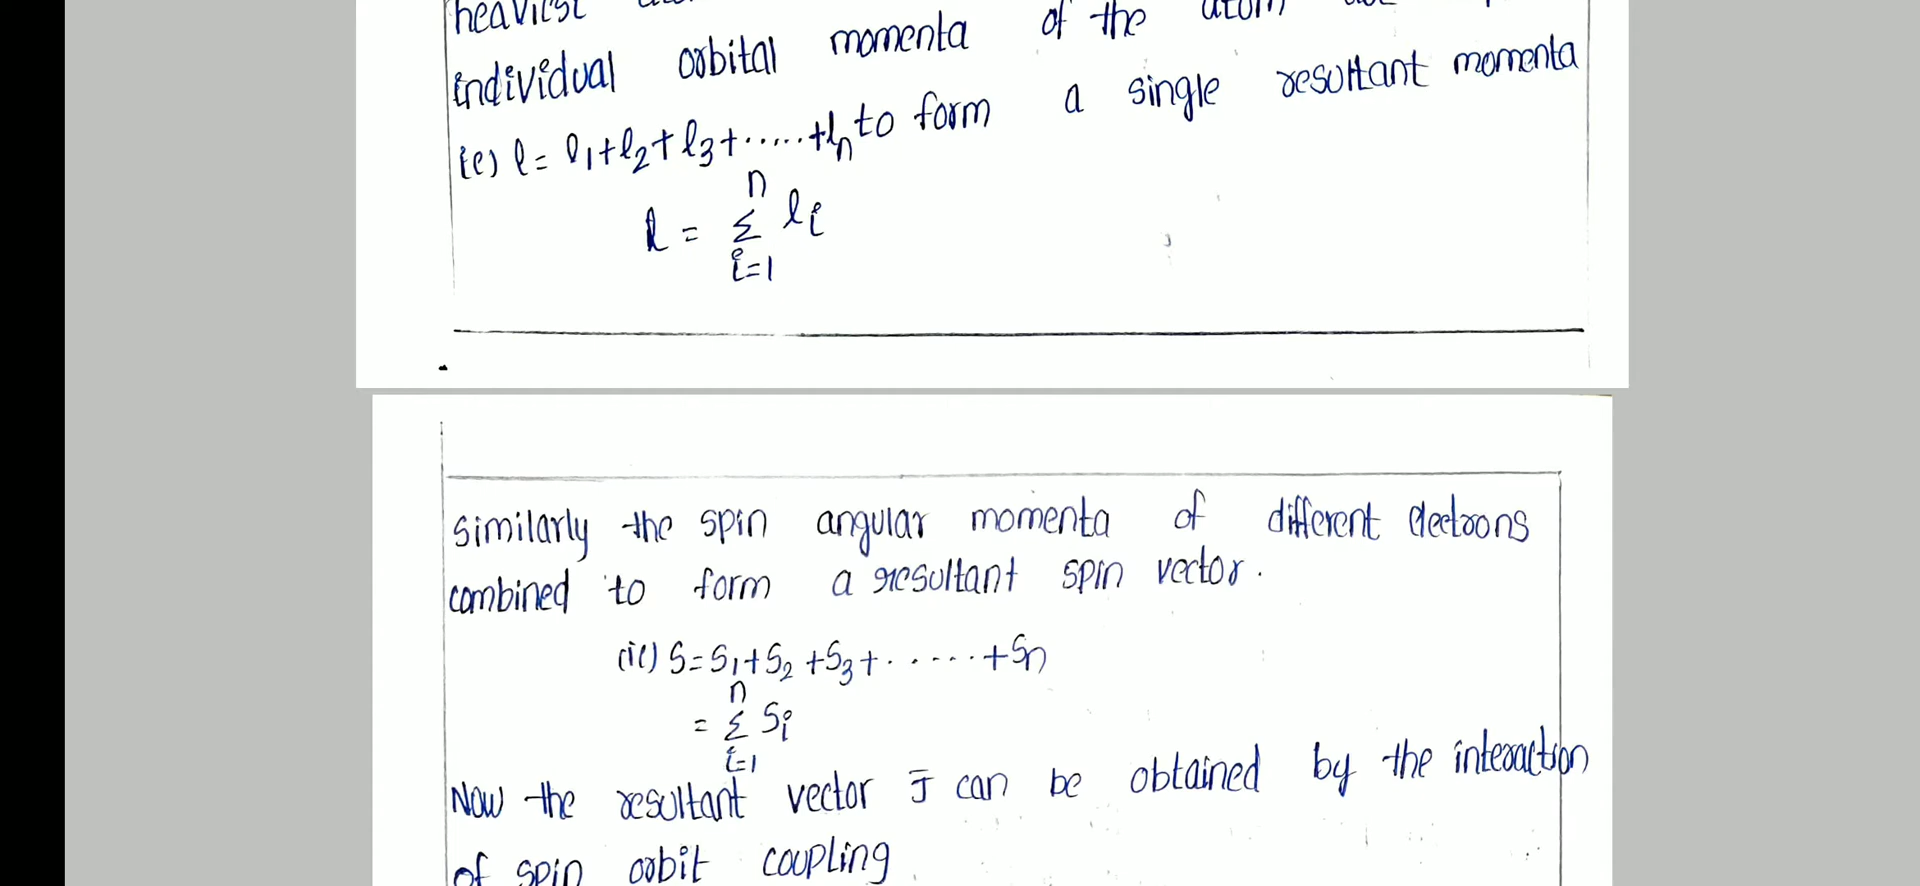 heaviest
individual orbital momenta of the atom
(ie) l = l₁+l₂+l₃+.....+lₙ to form a single resultant momenta
n
l = Σ lᵢ
i=1
similarly the spin angular momenta of different electrons
combined to form a resultant spin vector.
(ie) S=S₁+S₂+S₃+......+Sₙ
n
= Σ Sᵢ
i=1
Now the resultant vector J̄ can be obtained by the interaction
of spin orbit coupling